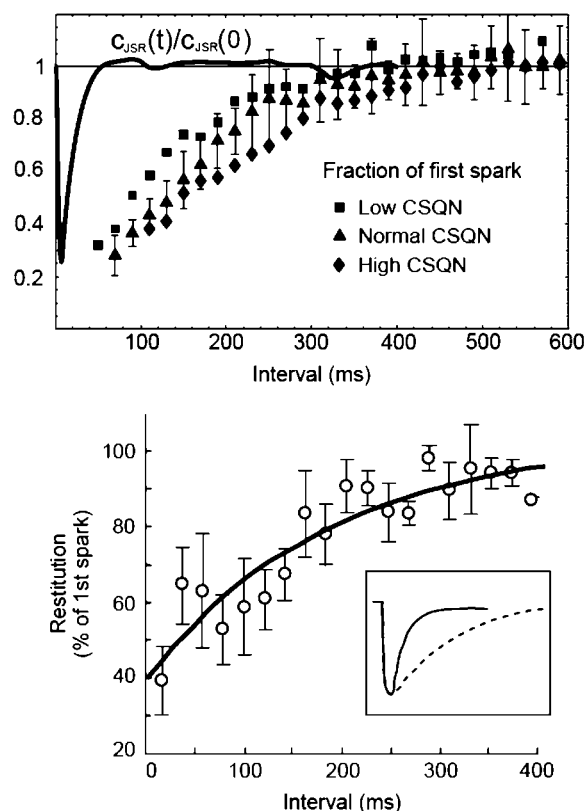 c_JSR(t)/c_JSR(0)
1
0.8
0.6
0.4
0.2
Fraction of first spark
Low CSQN
Normal CSQN
High CSQN
0 100 200 300 400 500 600
Interval (ms)
100
80
60
40
20
Restitution
(% of 1st spark)
0 100 200 300 400
Interval (ms)